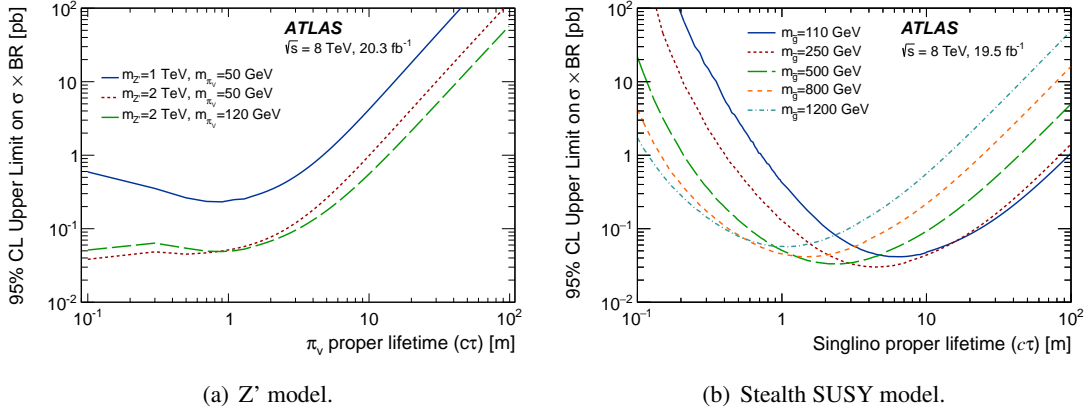 95% CL Upper Limit on σ × BR [pb]
10²
10
1
10⁻¹
10⁻²
ATLAS
√s = 8 TeV, 20.3 fb⁻¹
m_Z'=1 TeV, m_πᵥ=50 GeV
m_Z'=2 TeV, m_πᵥ=50 GeV
m_Z'=2 TeV, m_πᵥ=120 GeV
10⁻¹ 1 10 10²
πᵥ proper lifetime (cτ) [m]
(a) Z’ model.
95% CL Upper Limit on σ × BR [pb]
10²
10
1
10⁻¹
10⁻²
m_g̃=110 GeV
m_g̃=250 GeV
m_g̃=500 GeV
m_g̃=800 GeV
m_g̃=1200 GeV
ATLAS
√s = 8 TeV, 19.5 fb⁻¹
10⁻¹ 1 10 10²
Singlino proper lifetime (cτ) [m]
(b) Stealth SUSY model.